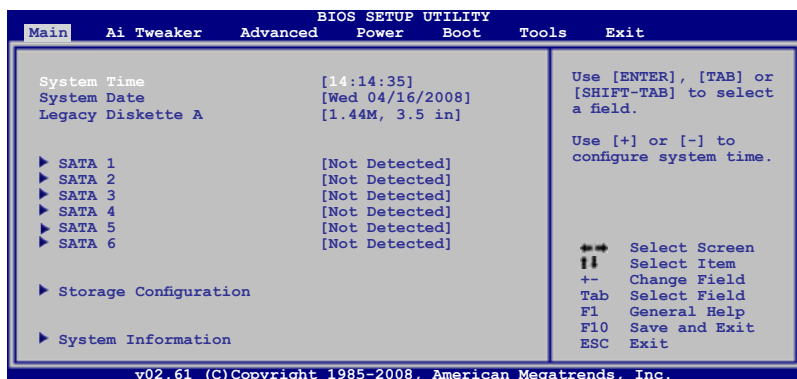 BIOS SETUP UTILITY
Main Ai Tweaker Advanced Power Boot Tools Exit
System Time [14:14:35]
System Date [Wed 04/16/2008]
Legacy Diskette A [1.44M, 3.5 in]
SATA 1 [Not Detected]
SATA 2 [Not Detected]
SATA 3 [Not Detected]
SATA 4 [Not Detected]
SATA 5 [Not Detected]
SATA 6 [Not Detected]
Storage Configuration
System Information
Use [ENTER], [TAB] or
[SHIFT-TAB] to select
a field.
Use [+] or [-] to
configure system time.
Select Screen
Select Item
+- Change Field
Tab Select Field
F1 General Help
F10 Save and Exit
ESC Exit
v02.61 (C)Copyright 1985-2008, American Megatrends, Inc.